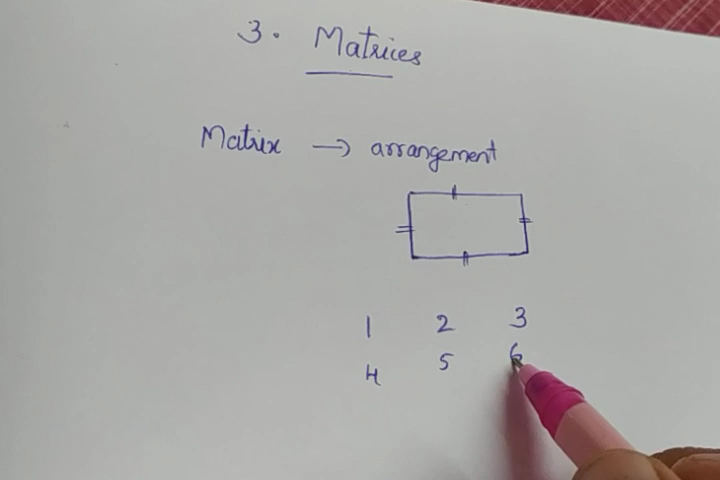 3. Matrices
Matrix → arrangement
1 2 3
4 5 6